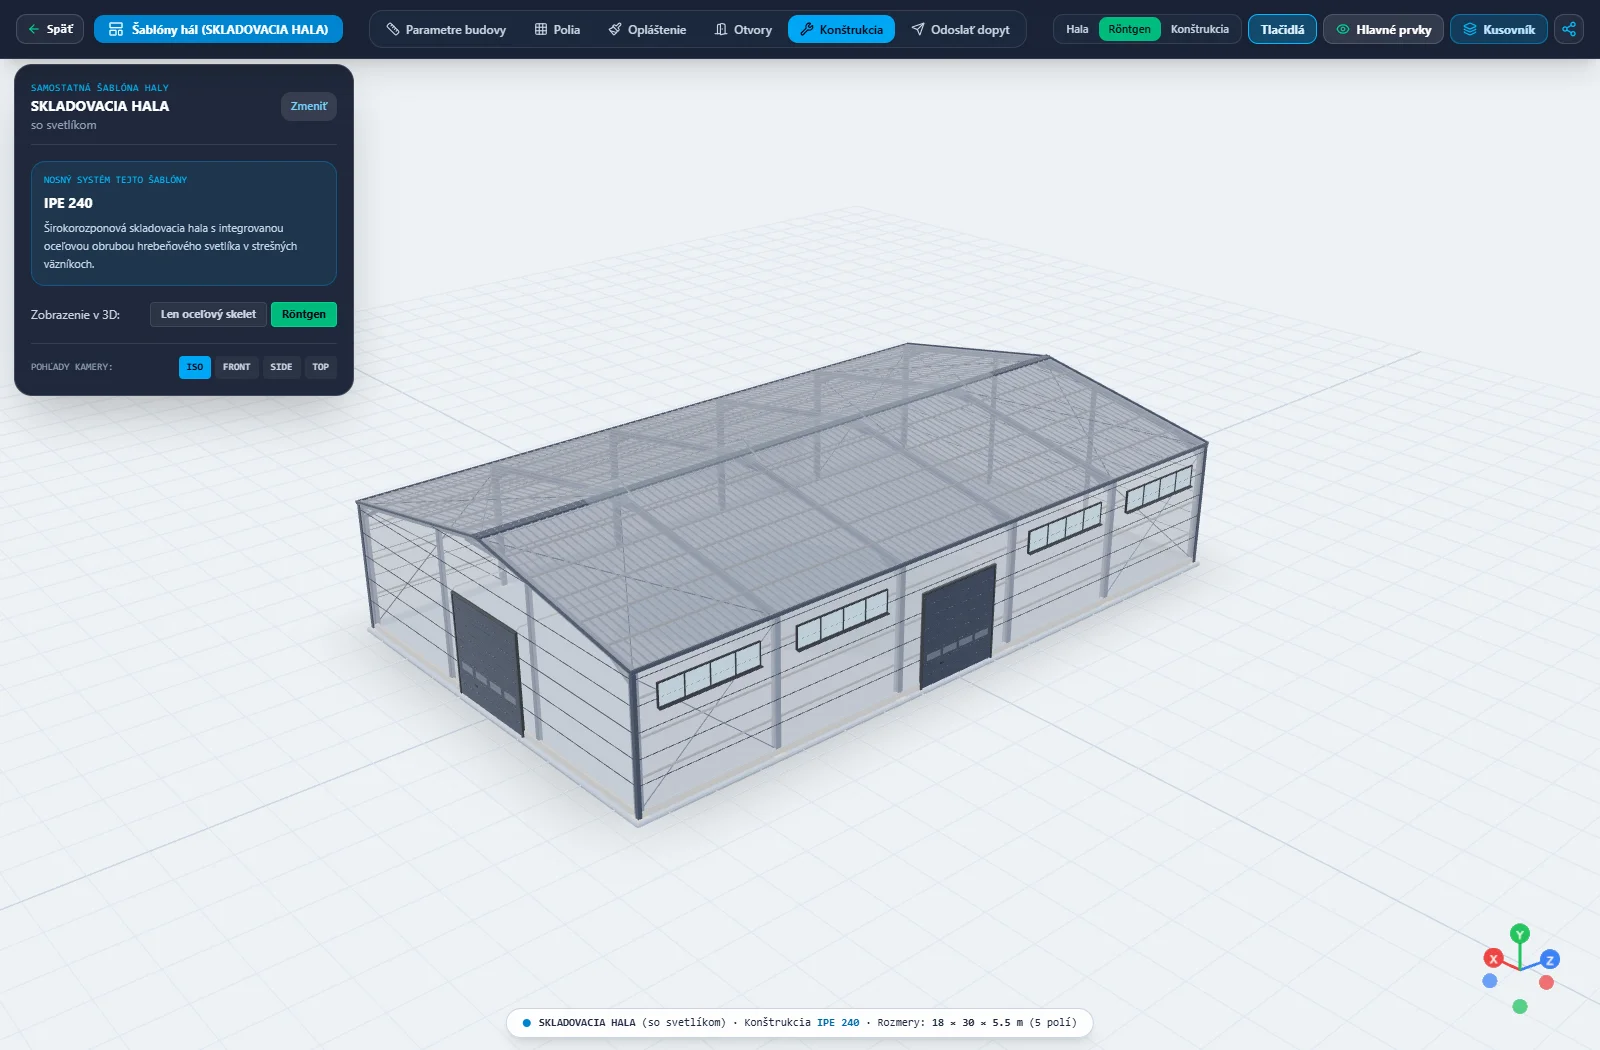 Späť
Šablóny hál (SKLADOVACIA HALA)
Parametre budovy
Polia
Opláštenie
Otvory
Konštrukcia
Odoslať dopyt
Hala
Röntgen
Konštrukcia
Tlačidlá
Hlavné prvky
Kusovník
SAMOSTATNÁ ŠABLÓNA HALY
SKLADOVACIA HALA
so svetlíkom
Zmeniť
NOSNÝ SYSTÉM TEJTO ŠABLÓNY
IPE 240
Širokorozponová skladovacia hala s integrovanou
oceľovou obrubou hrebeňového svetlíka v strešných
väzníkoch.
Zobrazenie v 3D:
Len oceľový skelet
Röntgen
POHĽADY KAMERY:
ISO
FRONT
SIDE
TOP
Y
X
Z
SKLADOVACIA HALA (so svetlíkom) · Konštrukcia IPE 240 · Rozmery: 18 × 30 × 5.5 m (5 polí)